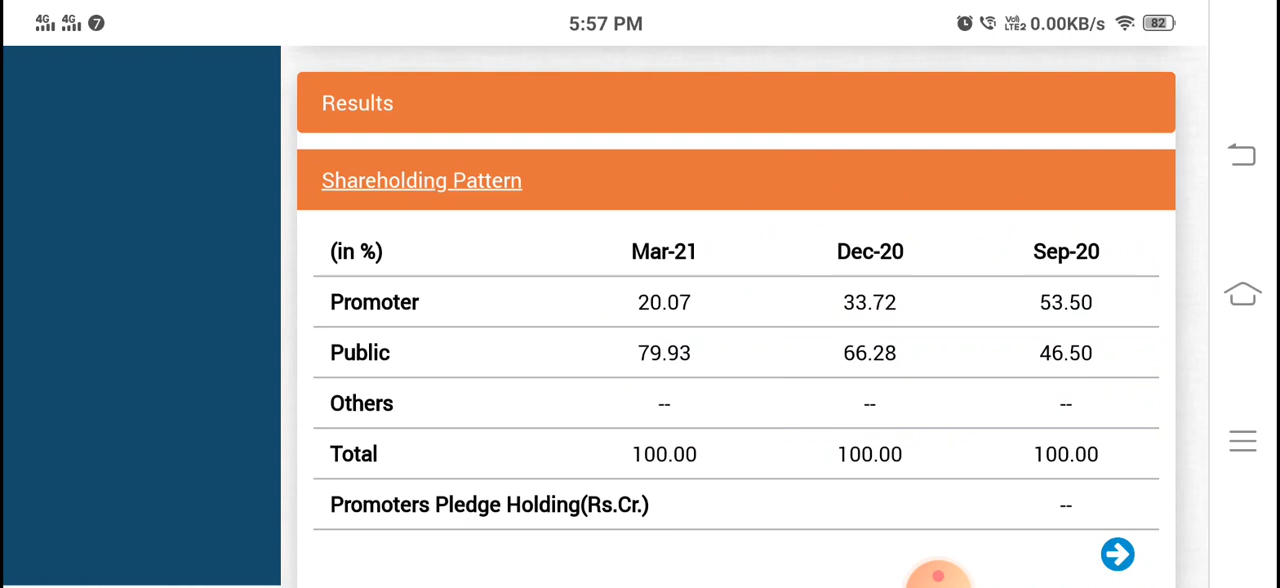 4G 4G 7 5:57 PM Vo) LTE2 0.00KB/s 82
Results
Shareholding Pattern
(in %) Mar-21 Dec-20 Sep-20
Promoter 20.07 33.72 53.50
Public 79.93 66.28 46.50
Others -- -- --
Total 100.00 100.00 100.00
Promoters Pledge Holding(Rs.Cr.) --